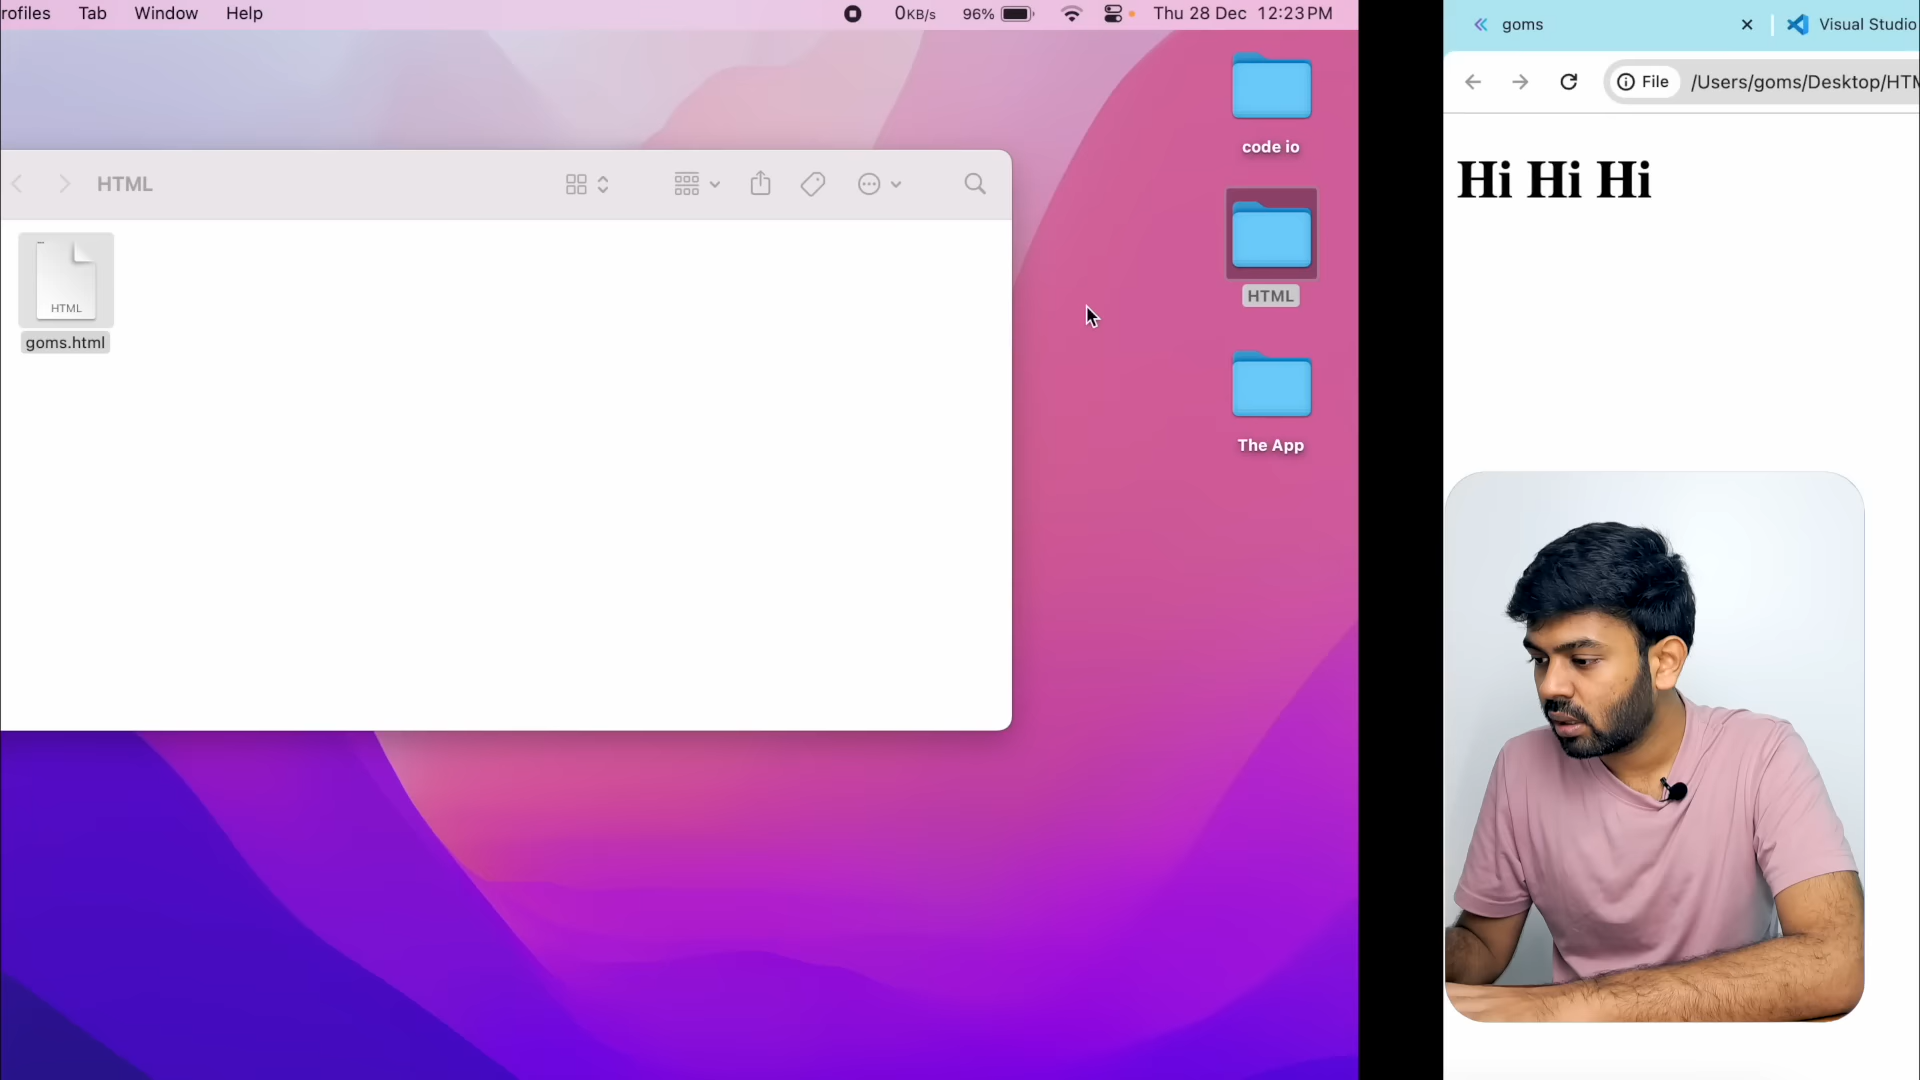 rofiles Tab Window Help 0KB/s 96% Thu 28 Dec 12:23 PM
HTML
HTML
goms.html
code io
HTML
The App
goms Visual Studio
File /Users/goms/Desktop/HTM
Hi Hi Hi